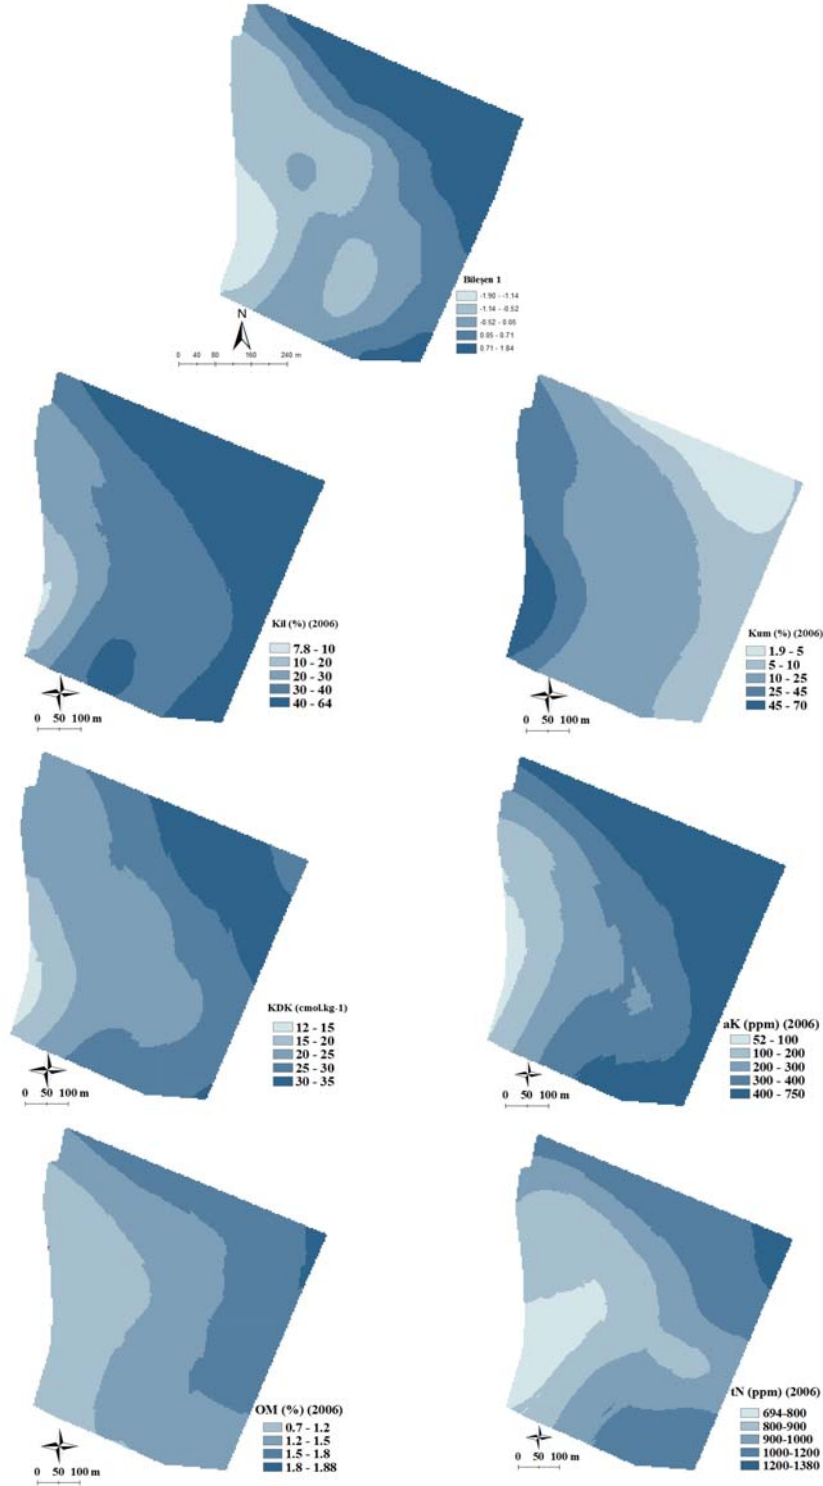 Bileşen 1
-1.90 - -1.14
-1.14 - -0.52
-0.52 - 0.05
0.05 - 0.71
0.71 - 1.84
N
0 40 80 160 240 m
Kil (%) (2006)
7.8 - 10
10 - 20
20 - 30
30 - 40
40 - 64
0 50 100 m
Kum (%) (2006)
1.9 - 5
5 - 10
10 - 25
25 - 45
45 - 70
0 50 100 m
KDK (cmol.kg-1)
12 - 15
15 - 20
20 - 25
25 - 30
30 - 35
0 50 100 m
aK (ppm) (2006)
52 - 100
100 - 200
200 - 300
300 - 400
400 - 750
0 50 100 m
OM (%) (2006)
0.7 - 1.2
1.2 - 1.5
1.5 - 1.8
1.8 - 1.88
0 50 100 m
tN (ppm) (2006)
694-800
800-900
900-1000
1000-1200
1200-1380
0 50 100 m